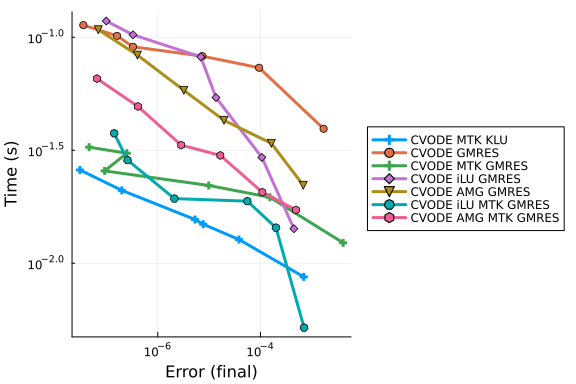 10^-1.0
10^-1.5
10^-2.0
Time (s)
10^-6
10^-4
Error (final)
CVODE MTK KLU
CVODE GMRES
CVODE MTK GMRES
CVODE iLU GMRES
CVODE AMG GMRES
CVODE iLU MTK GMRES
CVODE AMG MTK GMRES